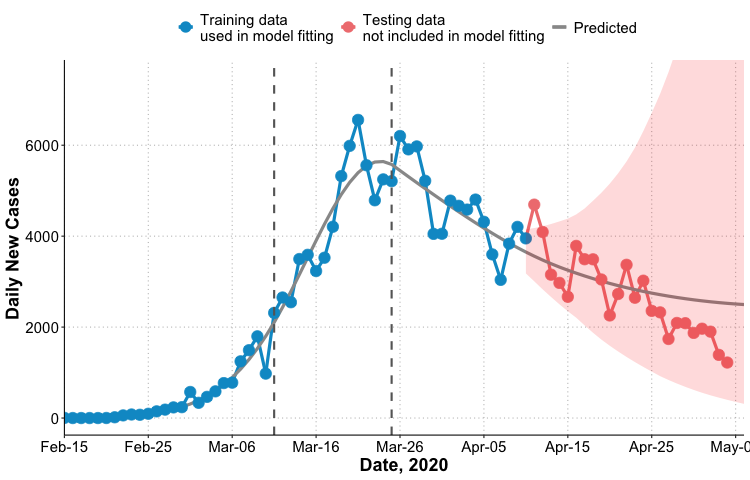 Training data
used in model fitting
Testing data
not included in model fitting
Predicted
Daily New Cases
6000
4000
2000
0
Feb-15 Feb-25 Mar-06 Mar-16 Mar-26 Apr-05 Apr-15 Apr-25 May-0
Date, 2020